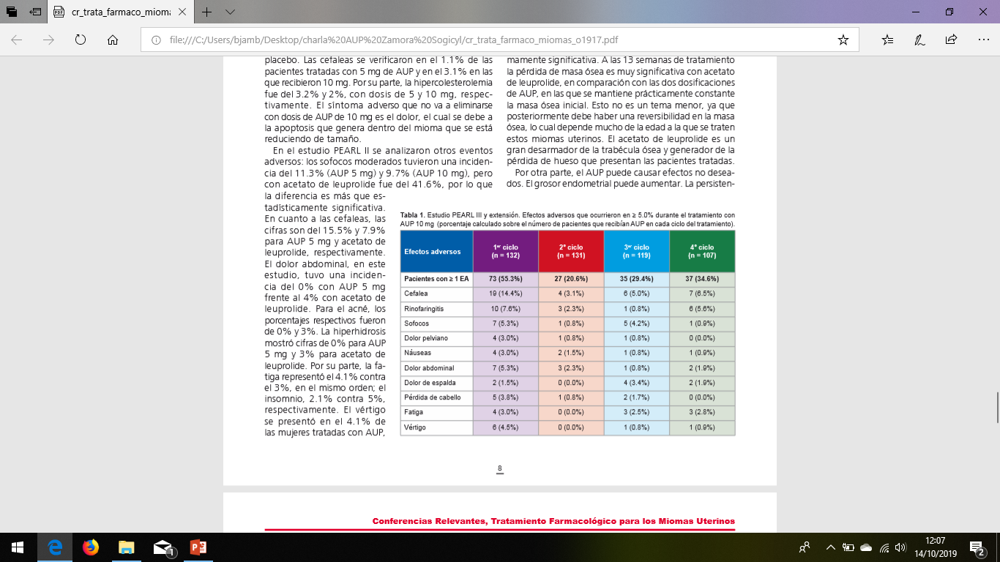 cr_trata_farmaco_mioma
file:///C:/Users/bjamb/Desktop/charla%20AUP%20Zamora%20Sogicyl/cr_trata_farmaco_miomas_o1917.pdf
placebo. Las cefaleas se verificaron en el 1.1% de las
pacientes tratadas con 5 mg de AUP y en el 3.1% en las
que recibieron 10 mg. Por su parte, la hipercolesterolemia
fue del 3.2% y 2%, con dosis de 5 y 10 mg, respec-
tivamente. El síntoma adverso que no va a eliminarse
con dosis de AUP de 10 mg es el dolor, el cual se debe a
la apoptosis que genera dentro del mioma que se está
reduciendo de tamaño.
En el estudio PEARL II se analizaron otros eventos
adversos: los sofocos moderados tuvieron una inciden-
cia del 11.3% (AUP 5 mg) y 9.7% (AUP 10 mg), pero
con acetato de leuprolide fue del 41.6%, por lo que
la diferencia es más que es-
tadísticamente significativa.
En cuanto a las cefaleas, las
cifras son del 15.5% y 7.9%
para AUP 5 mg y acetato de
leuprolide, respectivamente.
El dolor abdominal, en este
estudio, tuvo una inciden-
cia del 0% con AUP 5 mg
frente al 4% con acetato de
leuprolide. Para el acné, los
porcentajes respectivos fueron
de 0% y 3%. La hiperhidrosis
mostró cifras de 0% para AUP
5 mg y 3% para acetato de
leuprolide. Por su parte, la fa-
tiga representó el 4.1% contra
el 3%, en el mismo orden; el
insomnio, 2.1% contra 5%,
respectivamente. El vértigo
se presentó en el 4.1% de
las mujeres tratadas con AUP,
mamente significativa. A las 13 semanas de tratamiento
la pérdida de masa ósea es muy significativa con acetato
de leuprolide, en comparación con las dos dosificaciones
de AUP, en las que se mantiene prácticamente constante
la masa ósea inicial. Esto no es un tema menor, ya que
posteriormente debe haber una reversibilidad en la masa
ósea, lo cual depende mucho de la edad a la que se traten
estos miomas uterinos. El acetato de leuprolide es un
gran desarmador de la trabécula ósea y generador de la
pérdida de hueso que presentan las pacientes tratadas.
Por otra parte, el AUP puede causar efectos no desea-
dos. El grosor endometrial puede aumentar. La persisten-
Tabla 1. Estudio PEARL III y extensión. Efectos adversos que ocurrieron en ≥ 5.0% durante el tratamiento con
AUP 10 mg (porcentaje calculado sobre el número de pacientes que recibían AUP en cada ciclo del tratamiento).
Efectos adversos 1er ciclo (n = 132) 2° ciclo (n = 131) 3er ciclo (n = 119) 4° ciclo (n = 107)
Pacientes con ≥ 1 EA 73 (55.3%) 27 (20.6%) 35 (29.4%) 37 (34.6%)
Cefalea 19 (14.4%) 4 (3.1%) 6 (5.0%) 7 (6.5%)
Rinofaringitis 10 (7.6%) 3 (2.3%) 1 (0.8%) 6 (5.6%)
Sofocos 7 (5.3%) 1 (0.8%) 5 (4.2%) 1 (0.9%)
Dolor pelviano 4 (3.0%) 1 (0.8%) 1 (0.8%) 0 (0.0%)
Náuseas 4 (3.0%) 2 (1.5%) 1 (0.8%) 1 (0.9%)
Dolor abdominal 7 (5.3%) 3 (2.3%) 1 (0.8%) 2 (1.9%)
Dolor de espalda 2 (1.5%) 0 (0.0%) 4 (3.4%) 2 (1.9%)
Pérdida de cabello 5 (3.8%) 1 (0.8%) 2 (1.7%) 0 (0.0%)
Fatiga 4 (3.0%) 0 (0.0%) 3 (2.5%) 3 (2.8%)
Vértigo 6 (4.5%) 0 (0.0%) 1 (0.8%) 1 (0.9%)
8
Conferencias Relevantes, Tratamiento Farmacológico para los Miomas Uterinos
1
12:07
14/10/2019
2